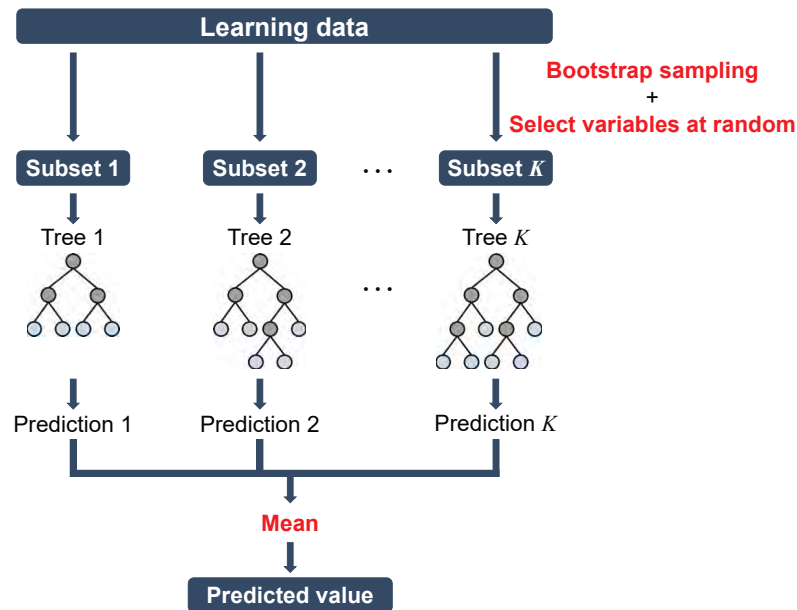 Learning data
Bootstrap sampling
+
Select variables at random
Subset 1 Subset 2 ... Subset K
Tree 1 Tree 2 Tree K
...
Prediction 1 Prediction 2 Prediction K
Mean
Predicted value